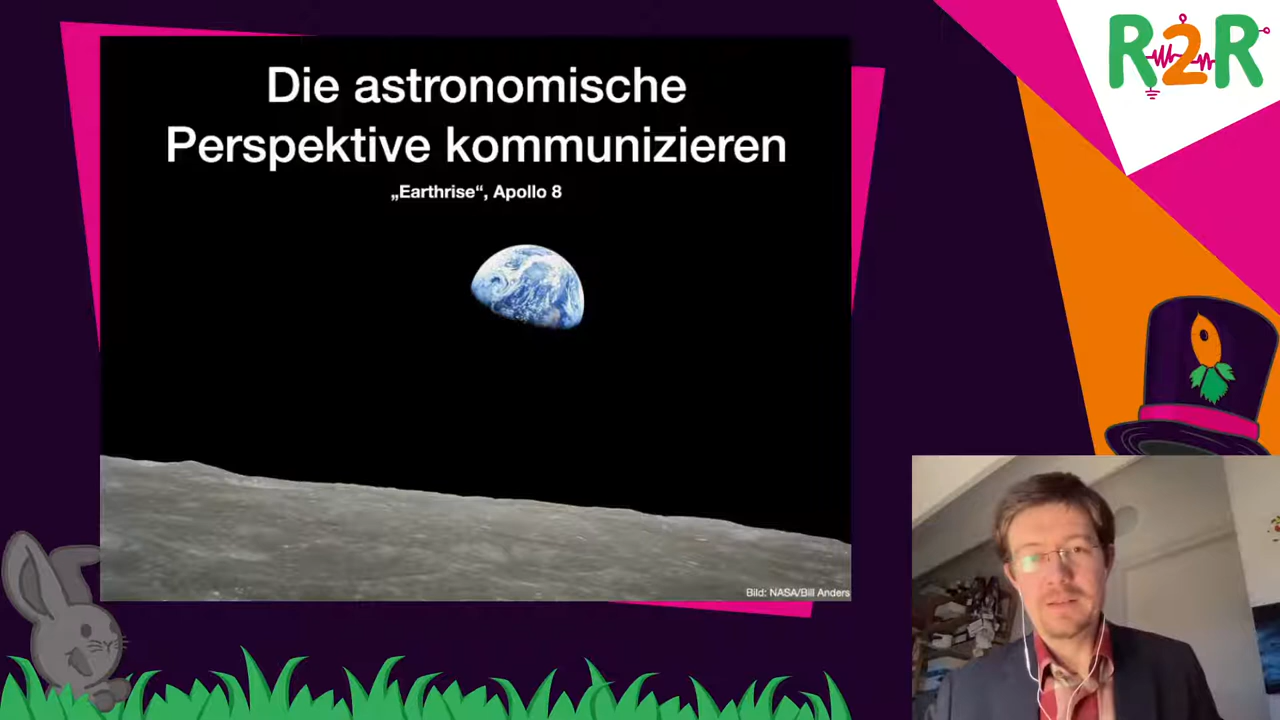 Die astronomische
Perspektive kommunizieren
„Earthrise“, Apollo 8
Bild: NASA/Bill Anders
R2R